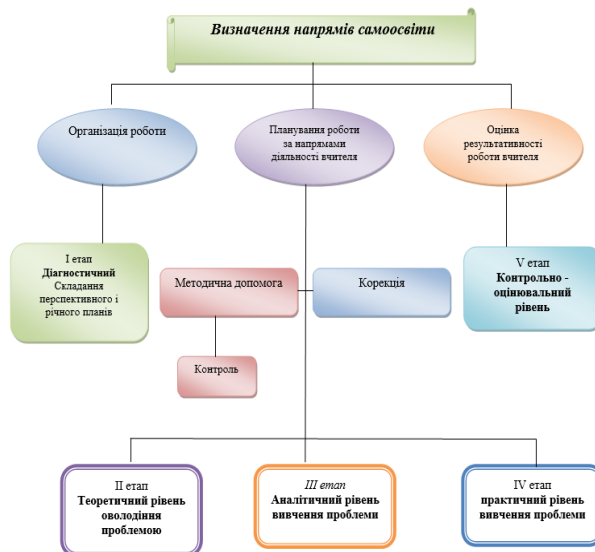 Визначення напрямів самоосвіти
Організація роботи
Планування роботи
за напрямами
діяльності вчителя
Оцінка
результативності
роботи вчителя
І етап
Діагностичний
Складання
перспективного і
річного планів
Методична допомога
Корекція
V етап
Контрольно -
оцінювальний
рівень
Контроль
ІІ етап
Теоретичний рівень
оволодіння
проблемою
ІІІ етап
Аналітичний рівень
вивчення проблеми
IV етап
практичний рівень
вивчення проблеми